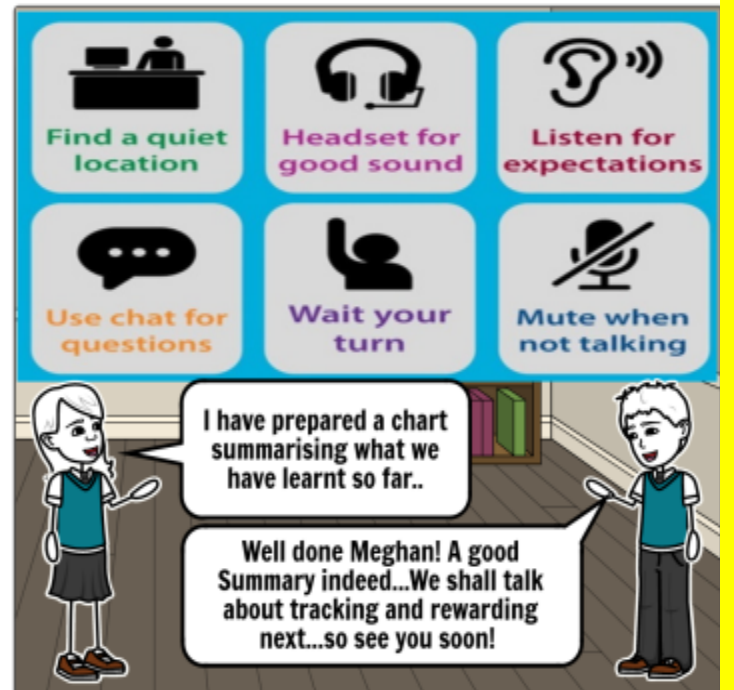 Find a quiet
location
Headset for
good sound
Listen for
expectations
Use chat for
questions
Wait your
turn
Mute when
not talking
I have prepared a chart
summarising what we
have learnt so far..
Well done Meghan! A good
Summary indeed...We shall talk
about tracking and rewarding
next...so see you soon!